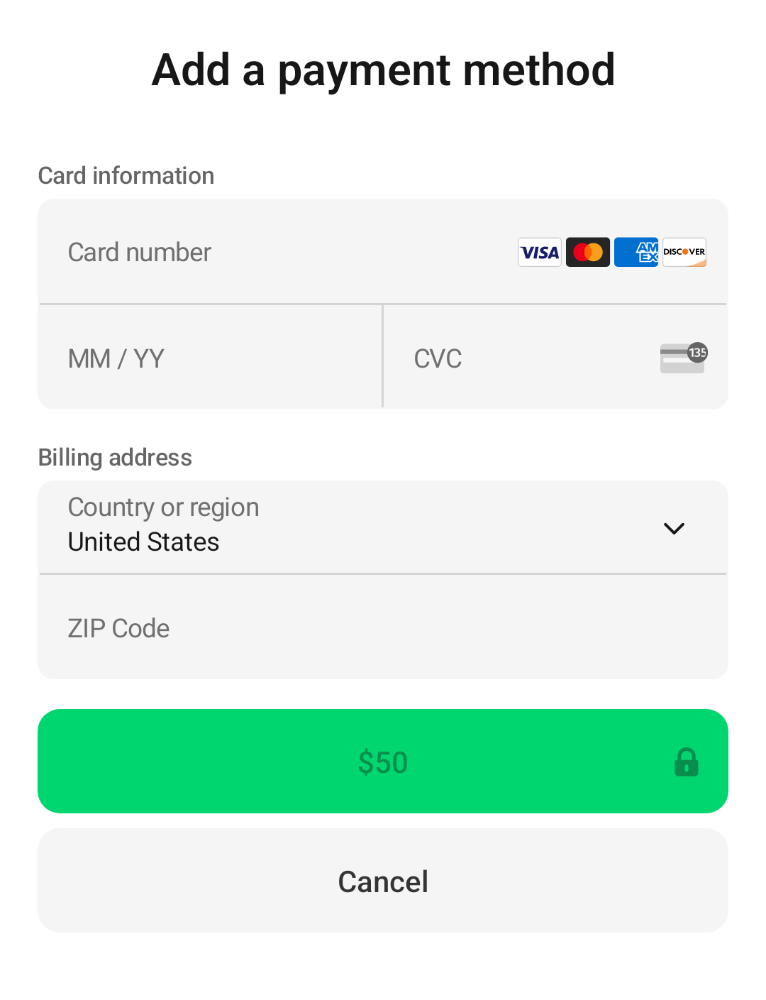 Add a payment method
Card information
Card number
VISA
AM
EX
DISCOVER
MM / YY
CVC
135
Billing address
Country or region
United States
ZIP Code
$50
Cancel